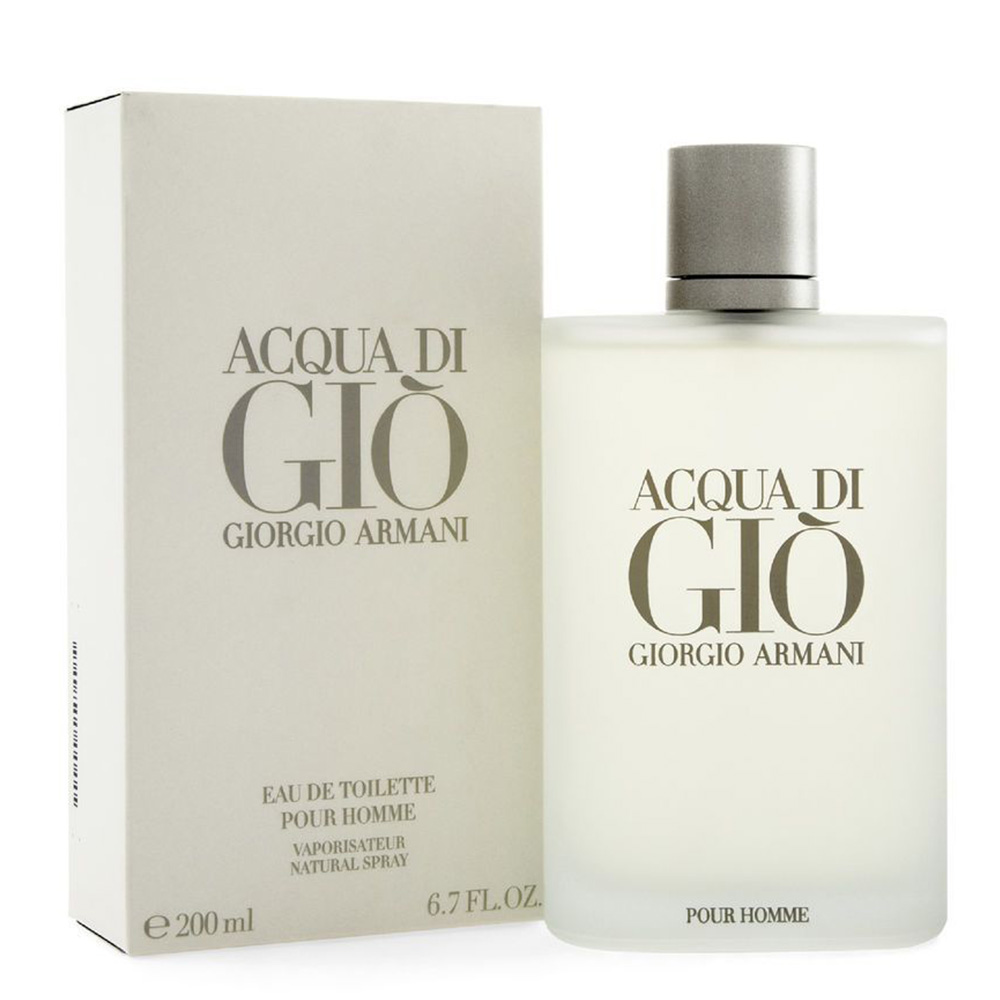 ACQUA DI
GIÒ
GIORGIO ARMANI
EAU DE TOILETTE
POUR HOMME
VAPORISATEUR
NATURAL SPRAY
℮ 200 ml
6.7 FL.OZ.
ACQUA DI
GIÒ
GIORGIO ARMANI
POUR HOMME